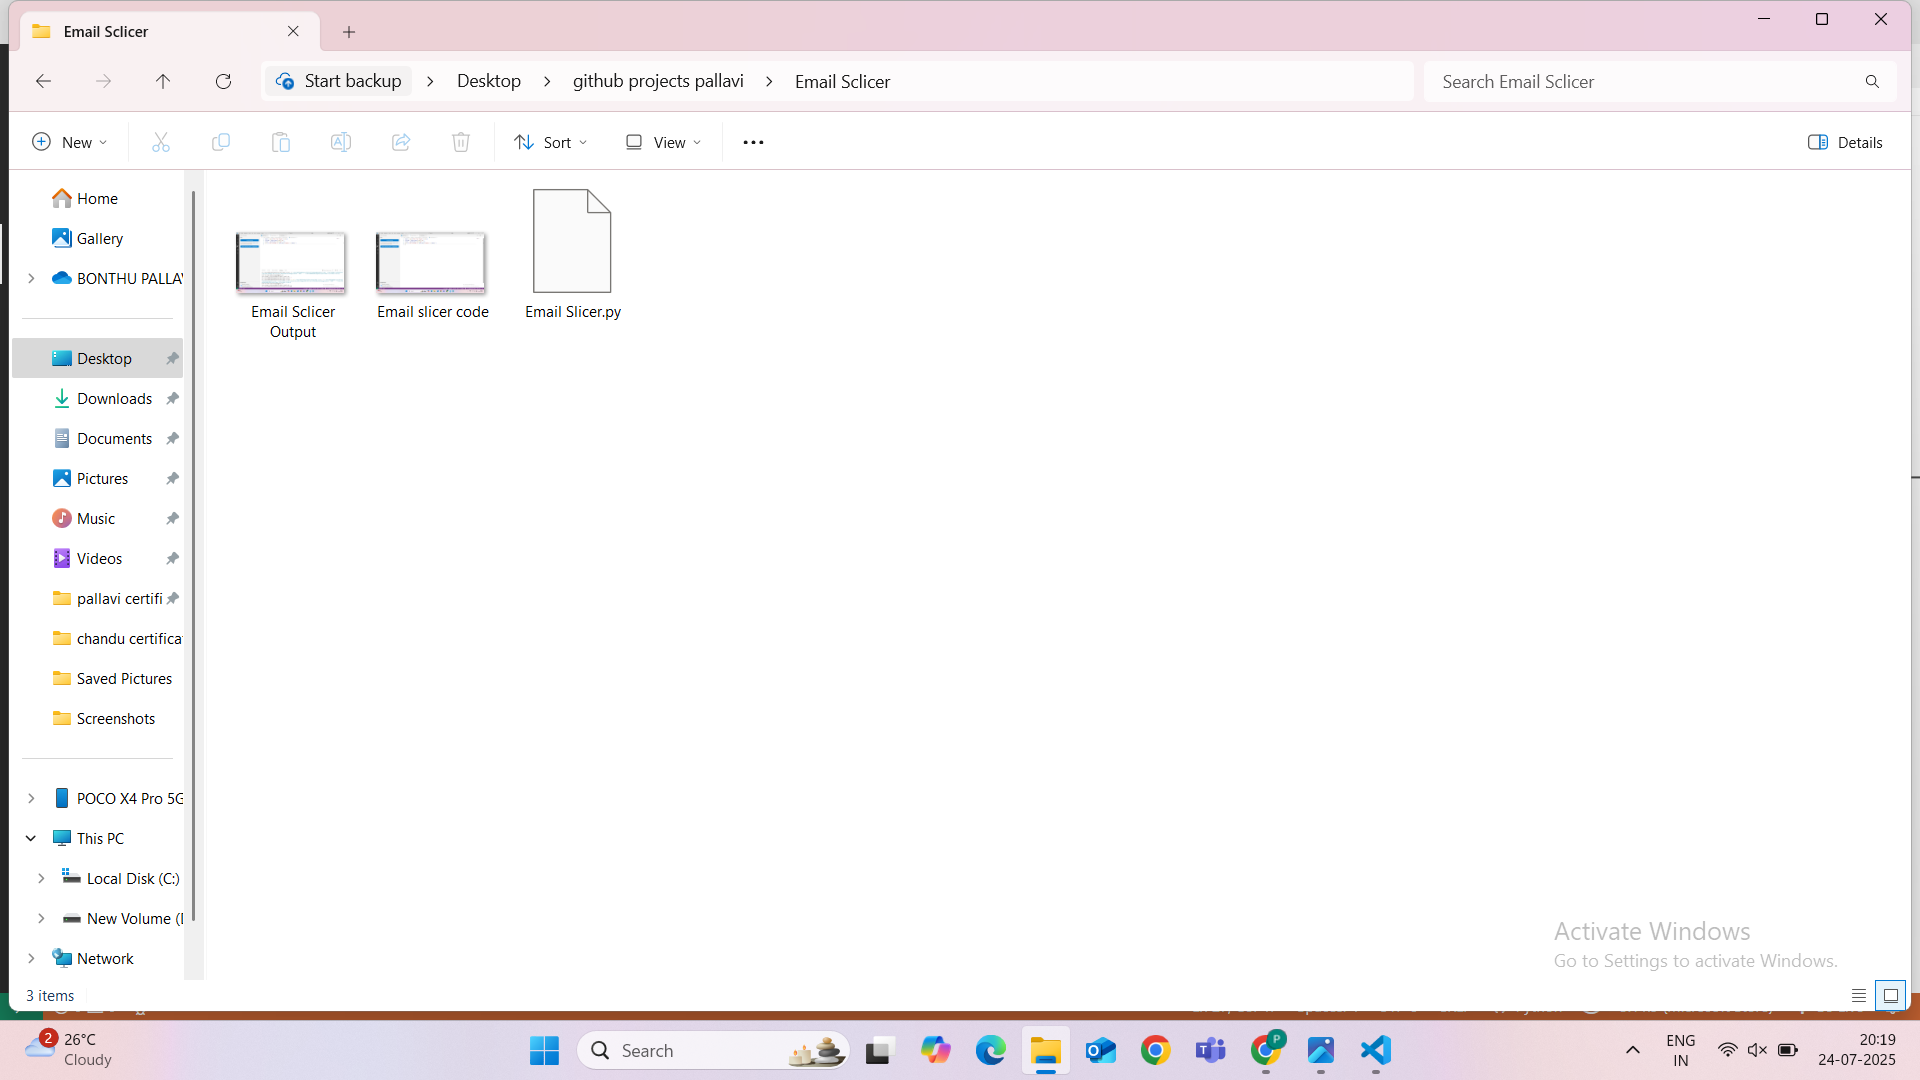 Email Sclicer
Start backup
Desktop
github projects pallavi
Email Sclicer
Search Email Sclicer
New
Sort
View
Details
Home
Gallery
BONTHU PALLA
Desktop
Downloads
Documents
Pictures
Music
Videos
pallavi certifi
chandu certifica
Saved Pictures
Screenshots
POCO X4 Pro 5G
This PC
Local Disk (C:)
New Volume (
Network
Email Sclicer
Output
Email slicer code
Email Slicer.py
Activate Windows
Go to Settings to activate Windows.
3 items
2
26°C
Cloudy
Search
P
ENG
IN
20:19
24-07-2025